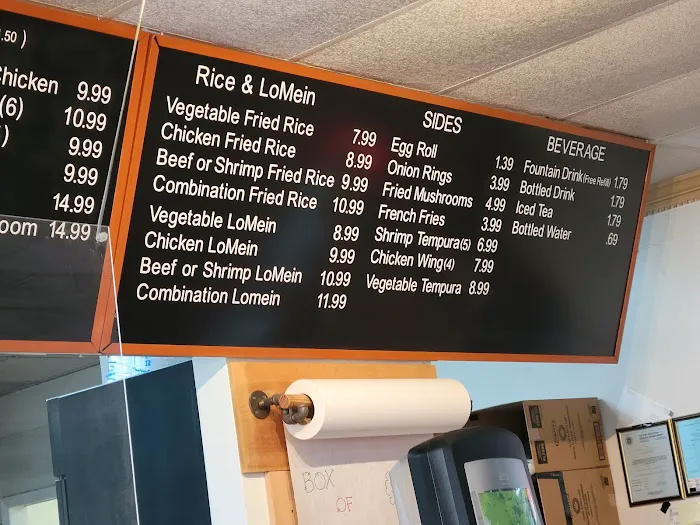 .50 )
Chicken 9.99
(6) 10.99
) 9.99
9.99
14.99
oom 14.99
Rice & LoMein
Vegetable Fried Rice 7.99
Chicken Fried Rice 8.99
Beef or Shrimp Fried Rice 9.99
Combination Fried Rice 10.99
Vegetable LoMein 8.99
Chicken LoMein 9.99
Beef or Shrimp LoMein 10.99
Combination Lomein 11.99
SIDES
Egg Roll 1.39
Onion Rings 3.99
Fried Mushrooms 4.99
French Fries 3.99
Shrimp Tempura(5) 6.99
Chicken Wing(4) 7.99
Vegetable Tempura 8.99
BEVERAGE
Fountain Drink(Free Refill) 1.79
Bottled Drink 1.79
Iced Tea 1.79
Bottled Water .69
BOX
OF